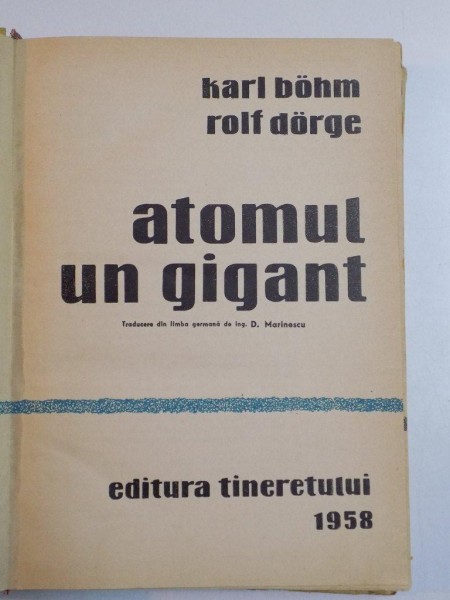 karl böhm
rolf dörge
atomul
un gigant
Traducere din limba germană de ing. D. Marinescu
editura tineretului
1958